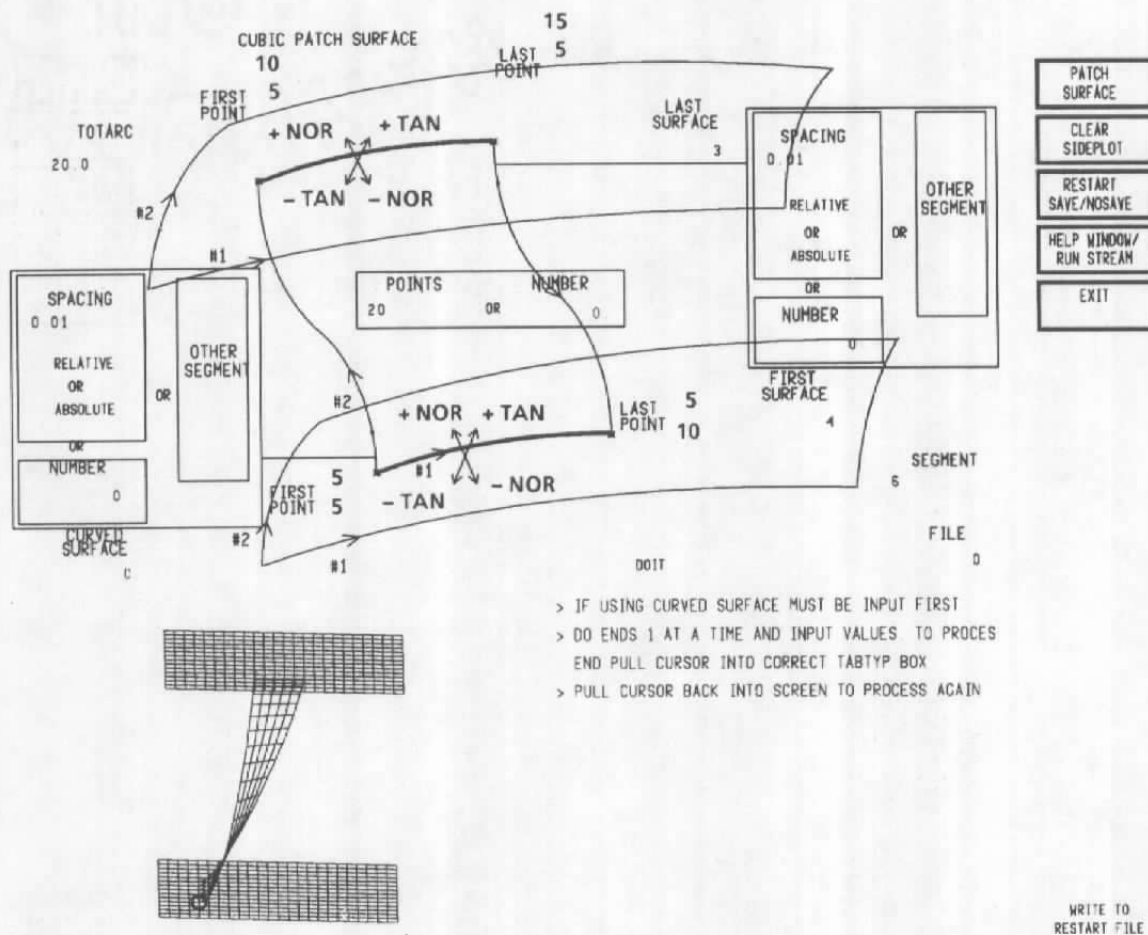 15
CUBIC PATCH SURFACE
LAST 5
POINT
10
FIRST 5
POINT
PATCH
SURFACE
LAST
SURFACE
3
TOTARC
20.0
+ NOR + TAN
- TAN - NOR
SPACING
0.01
RELATIVE
OR
ABSOLUTE
OR
OTHER
SEGMENT
OR
NUMBER
0
CLEAR
SIDEPLOT
RESTART
SAVE/NOSAVE
HELP WINDOW/
RUN STREAM
EXIT
#2
#1
SPACING
0 01
RELATIVE
OR
ABSOLUTE
OR
OTHER
SEGMENT
OR
NUMBER
0
CURVED
SURFACE
POINTS NUMBER
20 OR 0
FIRST
SURFACE
4
#2
+ NOR + TAN
#1
- TAN - NOR
LAST 5
POINT 10
5
FIRST
POINT 5
#2
#1
SEGMENT
6
FILE
0
DOIT
> IF USING CURVED SURFACE MUST BE INPUT FIRST
> DO ENDS 1 AT A TIME AND INPUT VALUES TO PROCES
END PULL CURSOR INTO CORRECT TABTYP BOX
> PULL CURSOR BACK INTO SCREEN TO PROCESS AGAIN
WRITE TO
RESTART FILE